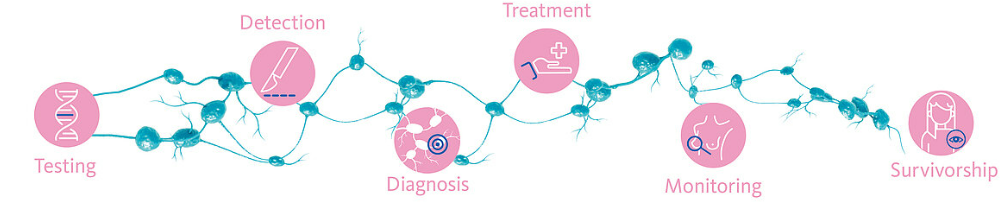 Testing
Detection
Diagnosis
Treatment
Monitoring
Survivorship